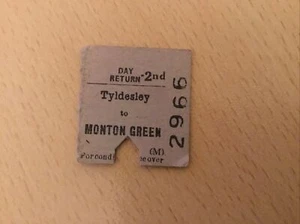 DAY
RETURN -2nd
Tyldesley
to
MONTON GREEN
(M)
2966